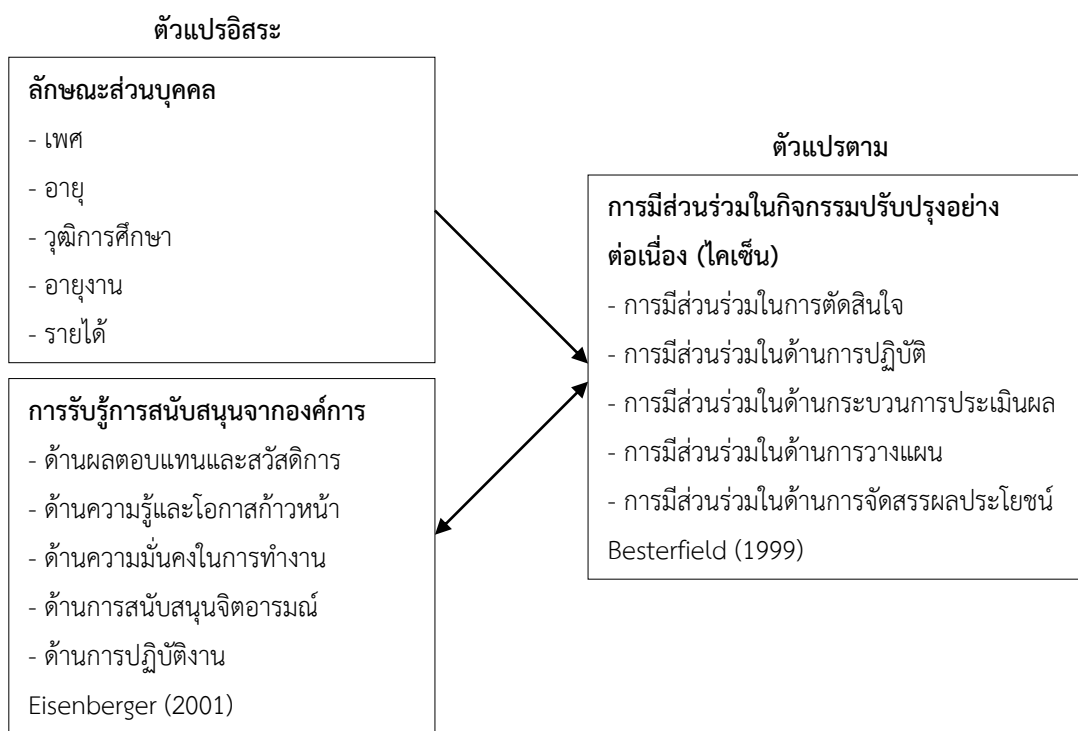 ตัวแปรอิสระ
ลักษณะส่วนบุคคล
- เพศ
- อายุ
- วุฒิการศึกษา
- อายุงาน
- รายได้
การรับรู้การสนับสนุนจากองค์การ
- ด้านผลตอบแทนและสวัสดิการ
- ด้านความรู้และโอกาสก้าวหน้า
- ด้านความมั่นคงในการทำงาน
- ด้านการสนับสนุนจิตอารมณ์
- ด้านการปฏิบัติงาน
Eisenberger (2001)
ตัวแปรตาม
การมีส่วนร่วมในกิจกรรมปรับปรุงอย่าง
ต่อเนื่อง (ไคเซ็น)
- การมีส่วนร่วมในการตัดสินใจ
- การมีส่วนร่วมในด้านการปฏิบัติ
- การมีส่วนร่วมในด้านกระบวนการประเมินผล
- การมีส่วนร่วมในด้านการวางแผน
- การมีส่วนร่วมในด้านการจัดสรรผลประโยชน์
Besterfield (1999)